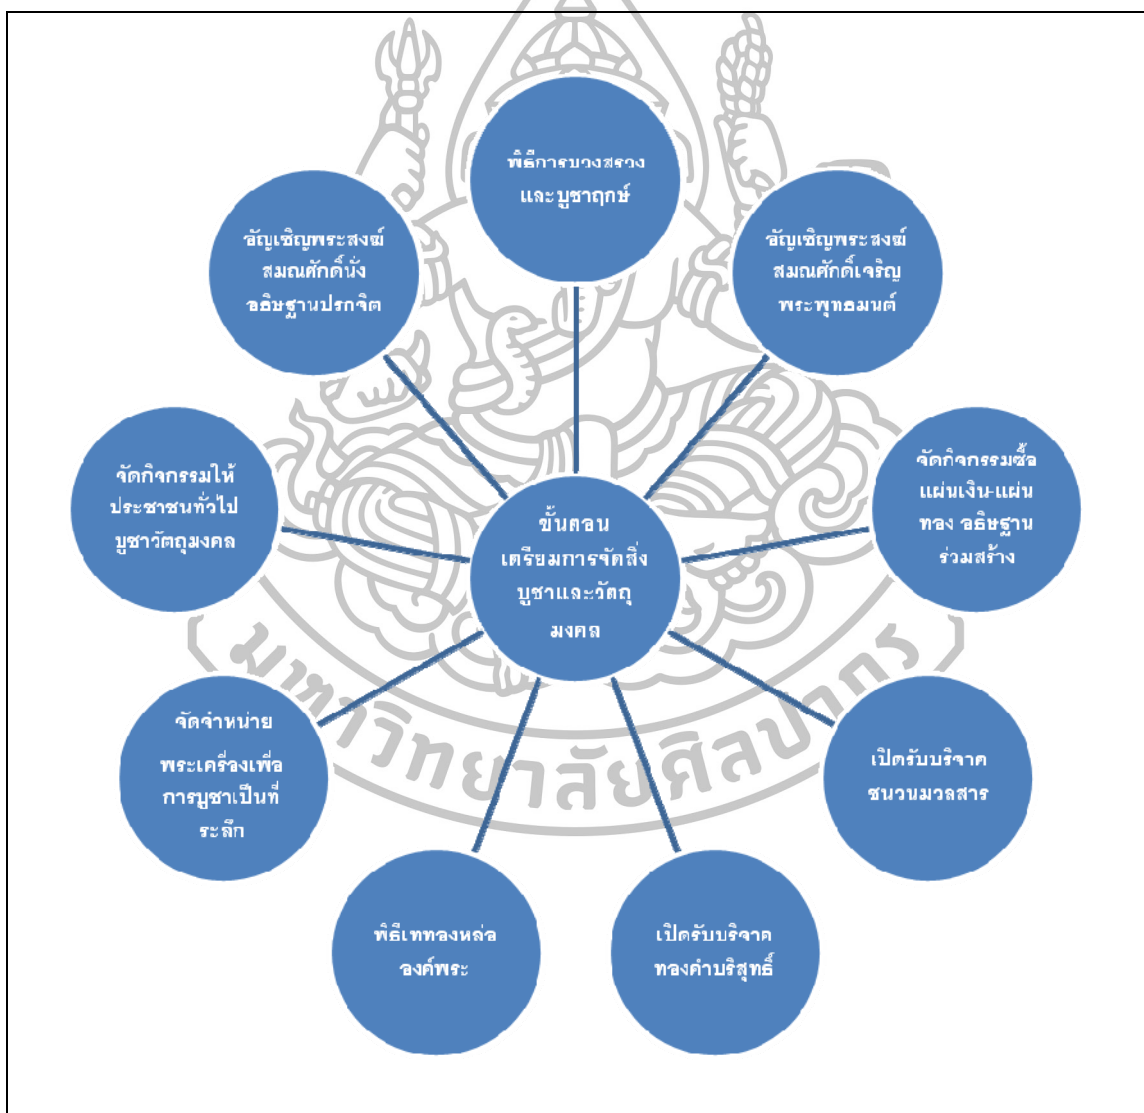 พิธีการบวงสรวง
และบูชาฤกษ์
อัญเชิญพระสงฆ์
สมณศักดิ์เจริญ
พระพุทธมนต์
จัดกิจกรรมซื้อ
แผ่นเงิน-แผ่น
ทอง อธิษฐาน
ร่วมสร้าง
เปิดรับบริจาค
ชนวนมวลสาร
เปิดรับบริจาค
ทองคำบริสุทธิ์
พิธีเททองหล่อ
องค์พระ
จัดจำหน่าย
พระเครื่องเพื่อ
การบูชาเป็นที่
ระลึก
จัดกิจกรรมให้
ประชาชนทั่วไป
บูชาวัตถุมงคล
อัญเชิญพระสงฆ์
สมณศักดิ์นั่ง
อธิษฐานปรกจิต
ขั้นตอน
เตรียมการจัดสิ่ง
บูชาและวัตถุ
มงคล
มหาวิทยาลัยศิลปากร